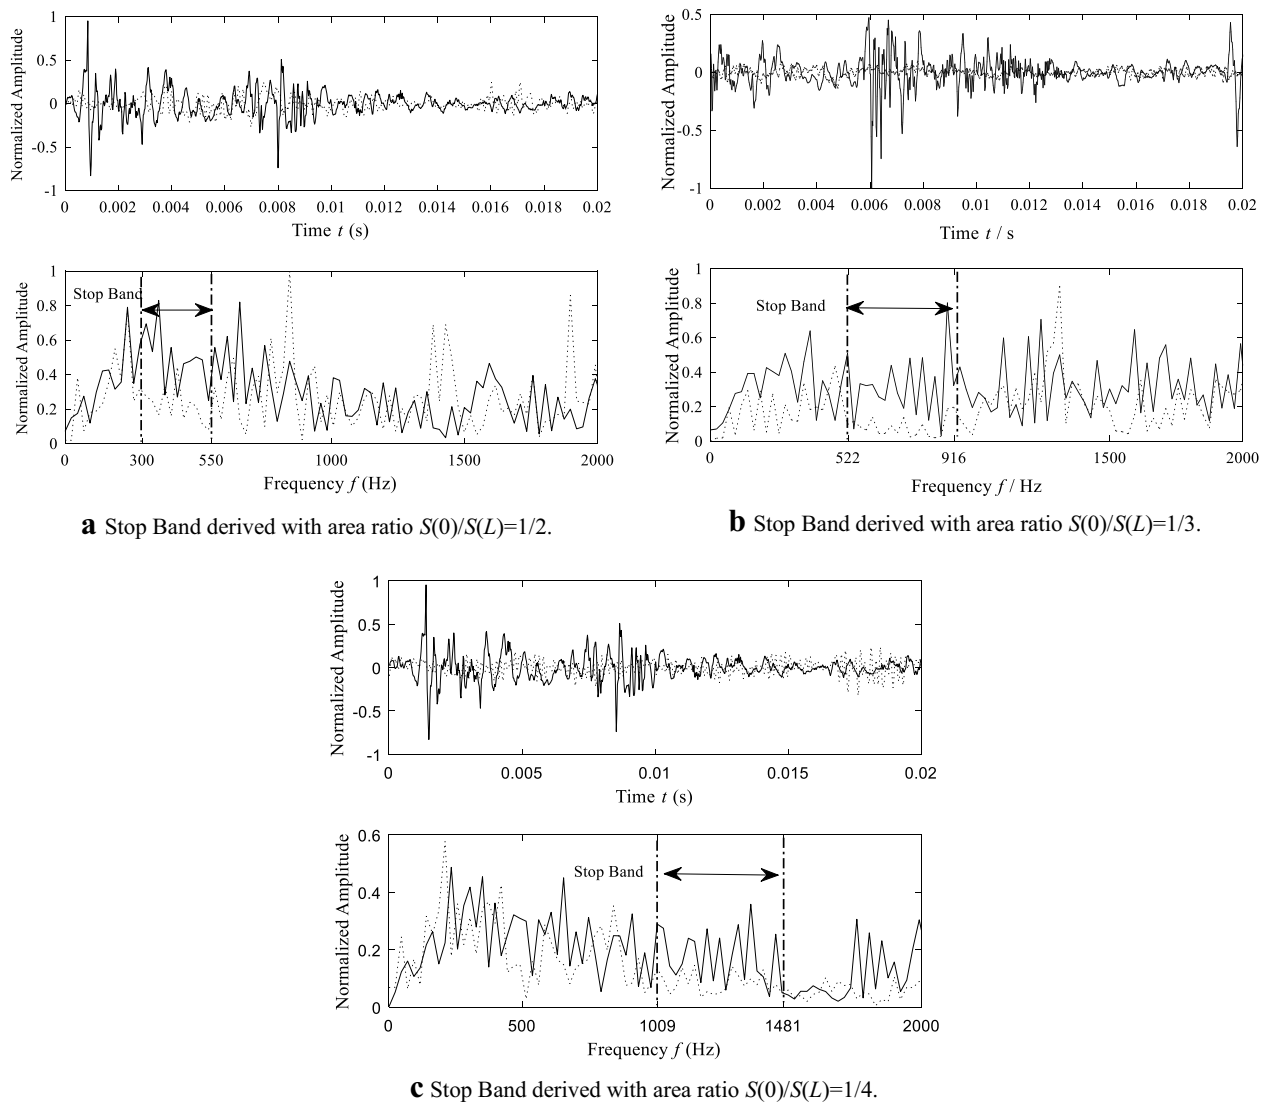 1
0.5
0
-0.5
-1
Normalized Amplitude
0 0.002 0.004 0.006 0.008 0.01 0.012 0.014 0.016 0.018 0.02
Time t (s)
1
0.8
0.6
0.4
0.2
0
Normalized Amplitude
Stop Band
0 300 550 1000 1500 2000
Frequency f (Hz)
a Stop Band derived with area ratio S(0)/S(L)=1/2.
0.5
0
-0.5
-1
Normalized Amplitude
0 0.002 0.004 0.006 0.008 0.01 0.012 0.014 0.016 0.018 0.02
Time t / s
1
0.8
0.6
0.4
0.2
0
Normalized Amplitude
Stop Band
0 522 916 1500 2000
Frequency f / Hz
b Stop Band derived with area ratio S(0)/S(L)=1/3.
1
0.5
0
-0.5
-1
Normalized Amplitude
0 0.005 0.01 0.015 0.02
Time t (s)
0.6
0.4
0.2
0
Normalized Amplitude
Stop Band
0 500 1009 1481 2000
Frequency f (Hz)
c Stop Band derived with area ratio S(0)/S(L)=1/4.